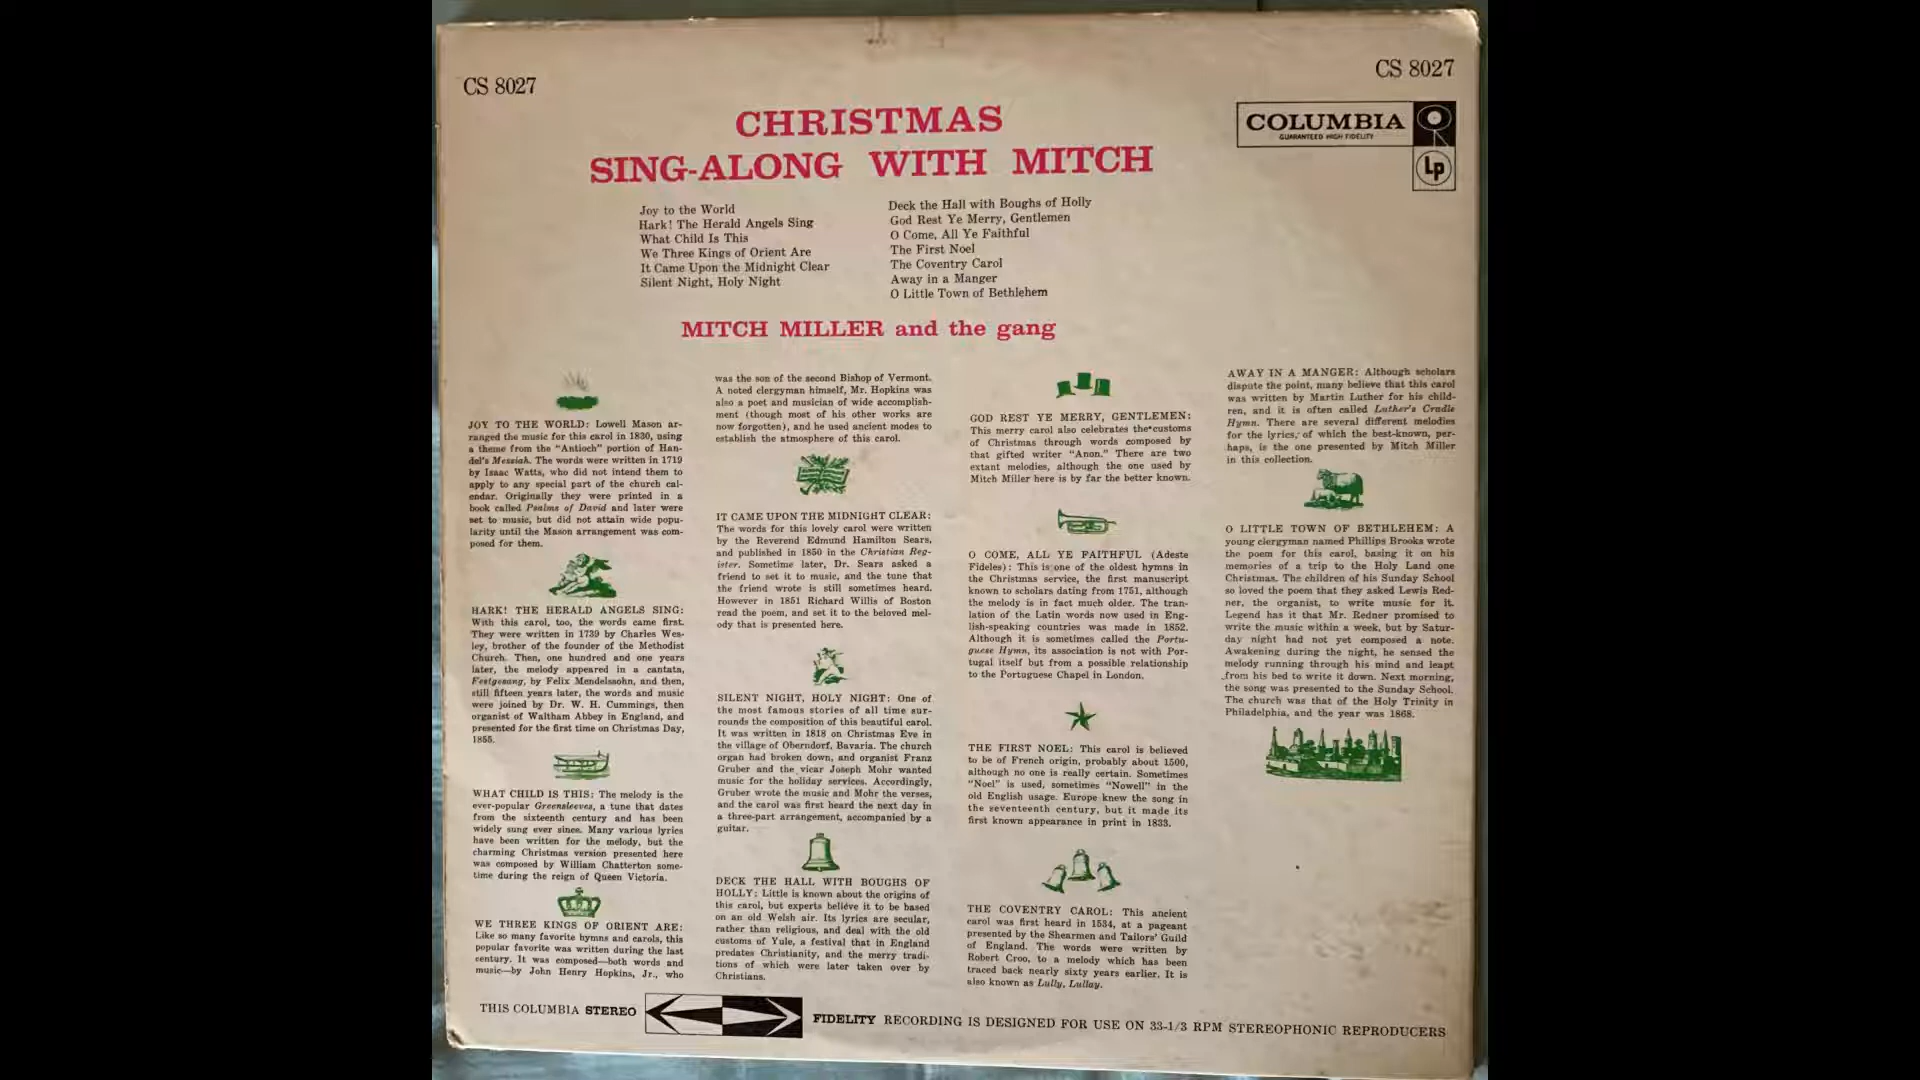 CS 8027
CS 8027
COLUMBIA
GUARANTEED HIGH FIDELITY
Lp
CHRISTMAS
SING-ALONG WITH MITCH
Joy to the World
Hark! The Herald Angels Sing
What Child Is This
We Three Kings of Orient Are
It Came Upon the Midnight Clear
Silent Night, Holy Night
Deck the Hall with Boughs of Holly
God Rest Ye Merry, Gentlemen
O Come, All Ye Faithful
The First Noel
The Coventry Carol
Away in a Manger
O Little Town of Bethlehem
MITCH MILLER and the gang
JOY TO THE WORLD: Lowell Mason ar-
ranged the music for this carol in 1830, using
a theme from the "Antioch" portion of Han-
del's Messiah. The words were written in 1719
by Isaac Watts, who did not intend them to
apply to any special part of the church cal-
endar. Originally they were printed in a
book called Psalms of David and later were
set to music, but did not attain wide popu-
larity until the Mason arrangement was com-
posed for them.
HARK! THE HERALD ANGELS SING:
With this carol, too, the words came first.
They were written in 1739 by Charles Wes-
ley, brother of the founder of the Methodist
Church. Then, one hundred and one years
later, the melody appeared in a cantata,
Festgesang, by Felix Mendelssohn, and then,
still fifteen years later, the words and music
were joined by Dr. W. H. Cummings, then
organist of Waltham Abbey in England, and
presented for the first time on Christmas Day,
1855.
WHAT CHILD IS THIS: The melody is the
ever-popular Greensleeves, a tune that dates
from the sixteenth century and has been
widely sung ever since. Many various lyrics
have been written for the melody, but the
charming Christmas version presented here
was composed by William Chatterton some-
time during the reign of Queen Victoria.
WE THREE KINGS OF ORIENT ARE:
Like so many favorite hymns and carols, this
popular favorite was written during the last
century. It was composed—both words and
music—by John Henry Hopkins, Jr., who
was the son of the second Bishop of Vermont.
A noted clergyman himself, Mr. Hopkins was
also a poet and musician of wide accomplish-
ment (though most of his other works are
now forgotten), and he used ancient modes to
establish the atmosphere of this carol.
IT CAME UPON THE MIDNIGHT CLEAR:
The words for this lovely carol were written
by the Reverend Edmund Hamilton Sears,
and published in 1850 in the Christian Reg-
ister. Sometime later, Dr. Sears asked a
friend to set it to music, and the tune that
the friend wrote is still sometimes heard.
However in 1851 Richard Willis of Boston
read the poem, and set it to the beloved mel-
ody that is presented here.
SILENT NIGHT, HOLY NIGHT: One of
the most famous stories of all time sur-
rounds the composition of this beautiful carol.
It was written in 1818 on Christmas Eve in
the village of Oberndorf, Bavaria. The church
organ had broken down, and organist Franz
Gruber and the vicar Joseph Mohr wanted
music for the holiday services. Accordingly,
Gruber wrote the music and Mohr the verses,
and the carol was first heard the next day in
a three-part arrangement, accompanied by a
guitar.
DECK THE HALL WITH BOUGHS OF
HOLLY: Little is known about the origins of
this carol, but experts believe it to be based
on an old Welsh air. Its lyrics are secular,
rather than religious, and deal with the old
customs of Yule, a festival that in England
predates Christianity, and the merry tradi-
tions of which were later taken over by
Christians.
GOD REST YE MERRY, GENTLEMEN:
This merry carol also celebrates the customs
of Christmas through words composed by
that gifted writer "Anon." There are two
extant melodies, although the one used by
Mitch Miller here is by far the better known.
O COME, ALL YE FAITHFUL (Adeste
Fideles): This is one of the oldest hymns in
the Christmas service, the first manuscript
known to scholars dating from 1751, although
the melody is in fact much older. The tran-
lation of the Latin words now used in Eng-
lish-speaking countries was made in 1852.
Although it is sometimes called the Portu-
guese Hymn, its association is not with Por-
tugal itself but from a possible relationship
to the Portuguese Chapel in London.
THE FIRST NOEL: This carol is believed
to be of French origin, probably about 1500,
although no one is really certain. Sometimes
"Noel" is used, sometimes "Nowell" in the
old English usage. Europe knew the song in
the seventeenth century, but it made its
first known appearance in print in 1833.
THE COVENTRY CAROL: This ancient
carol was first heard in 1534, at a pageant
presented by the Shearmen and Tailors' Guild
of England. The words were written by
Robert Croo, to a melody which has been
traced back nearly sixty years earlier. It is
also known as Lully, Lullay.
AWAY IN A MANGER: Although scholars
dispute the point, many believe that this carol
was written by Martin Luther for his child-
ren, and it is often called Luther's Cradle
Hymn. There are several different melodies
for the lyrics, of which the best-known, per-
haps, is the one presented by Mitch Miller
in this collection.
O LITTLE TOWN OF BETHLEHEM: A
young clergyman named Phillips Brooks wrote
the poem for this carol, basing it on his
memories of a trip to the Holy Land one
Christmas. The children of his Sunday School
so loved the poem that they asked Lewis Red-
ner, the organist, to write music for it.
Legend has it that Mr. Redner promised to
write the music within a week, but by Satur-
day night had not yet composed a note.
Awakening during the night, he sensed the
melody running through his mind and leapt
from his bed to write it down. Next morning,
the song was presented to the Sunday School.
The church was that of the Holy Trinity in
Philadelphia, and the year was 1868.
THIS COLUMBIA STEREO FIDELITY RECORDING IS DESIGNED FOR USE ON 33-1/3 RPM STEREOPHONIC REPRODUCERS